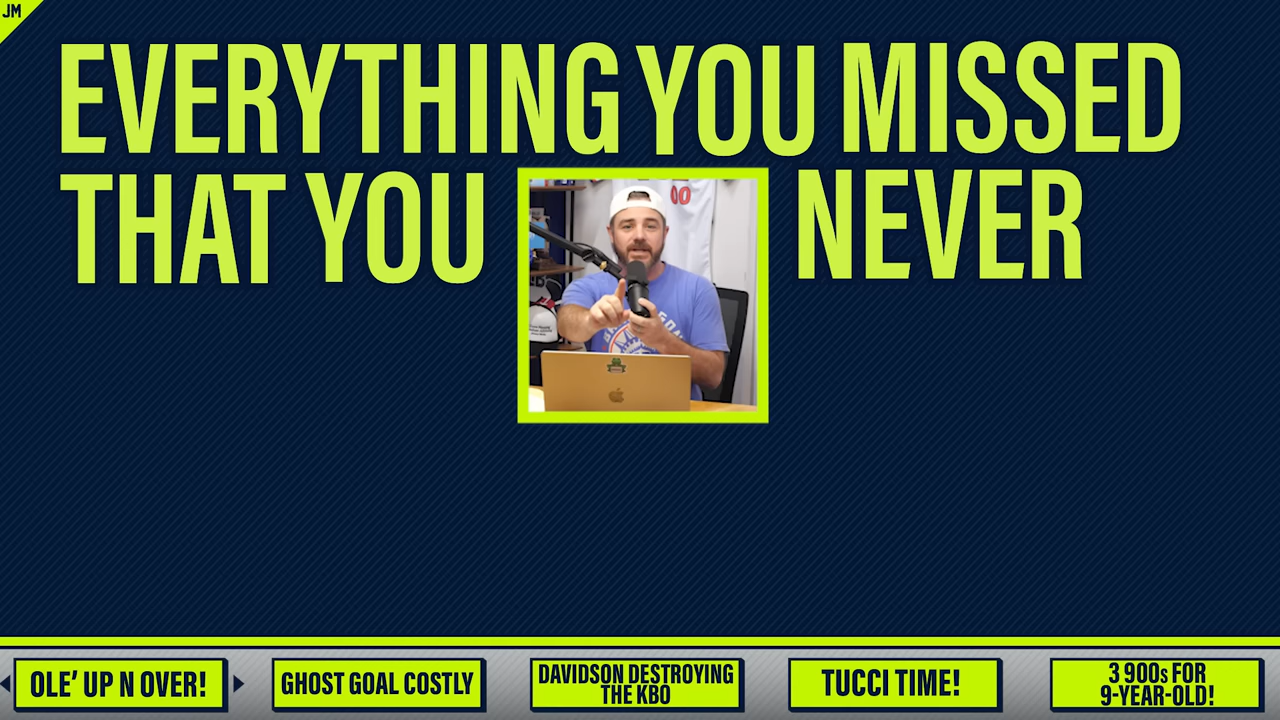 JM
EVERYTHING YOU MISSED
THAT YOU NEVER
00
OLE' UP N OVER!
GHOST GOAL COSTLY
DAVIDSON DESTROYING
THE KBO
TUCCI TIME!
3 900s FOR
9-YEAR-OLD!